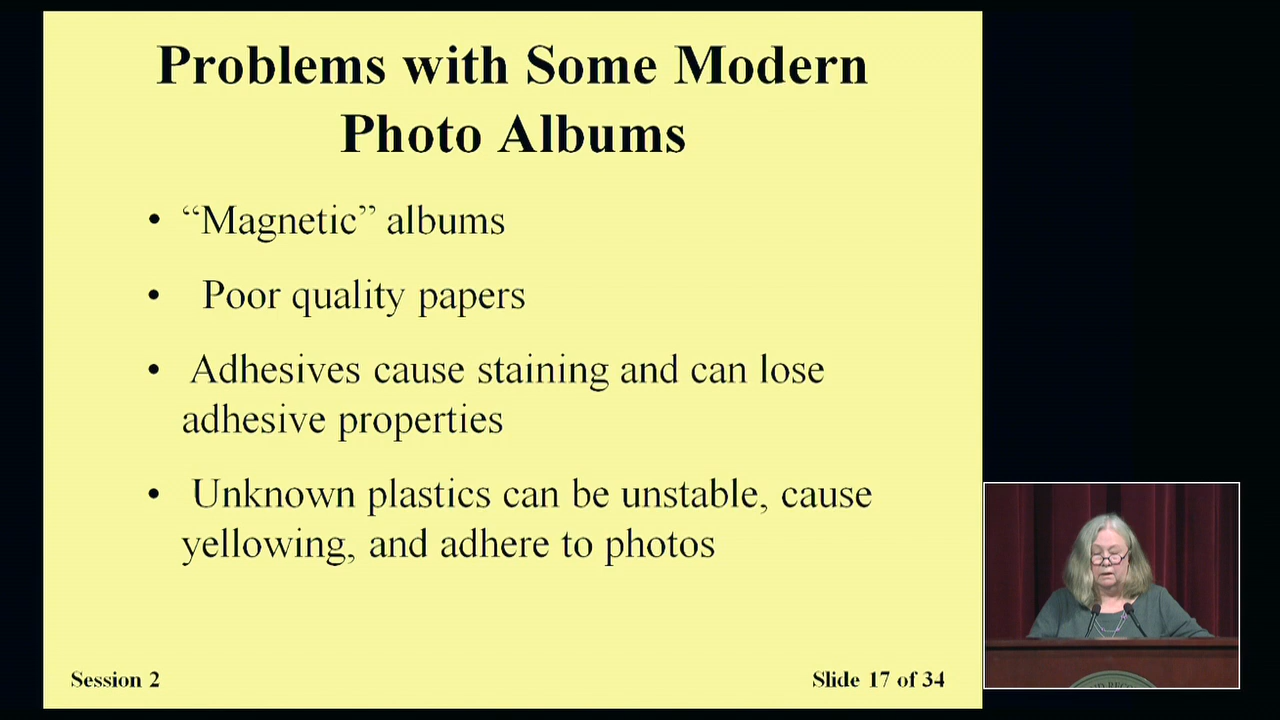 Problems with Some Modern
Photo Albums
• “Magnetic” albums
• Poor quality papers
• Adhesives cause staining and can lose
adhesive properties
• Unknown plastics can be unstable, cause
yellowing, and adhere to photos
Session 2
Slide 17 of 34